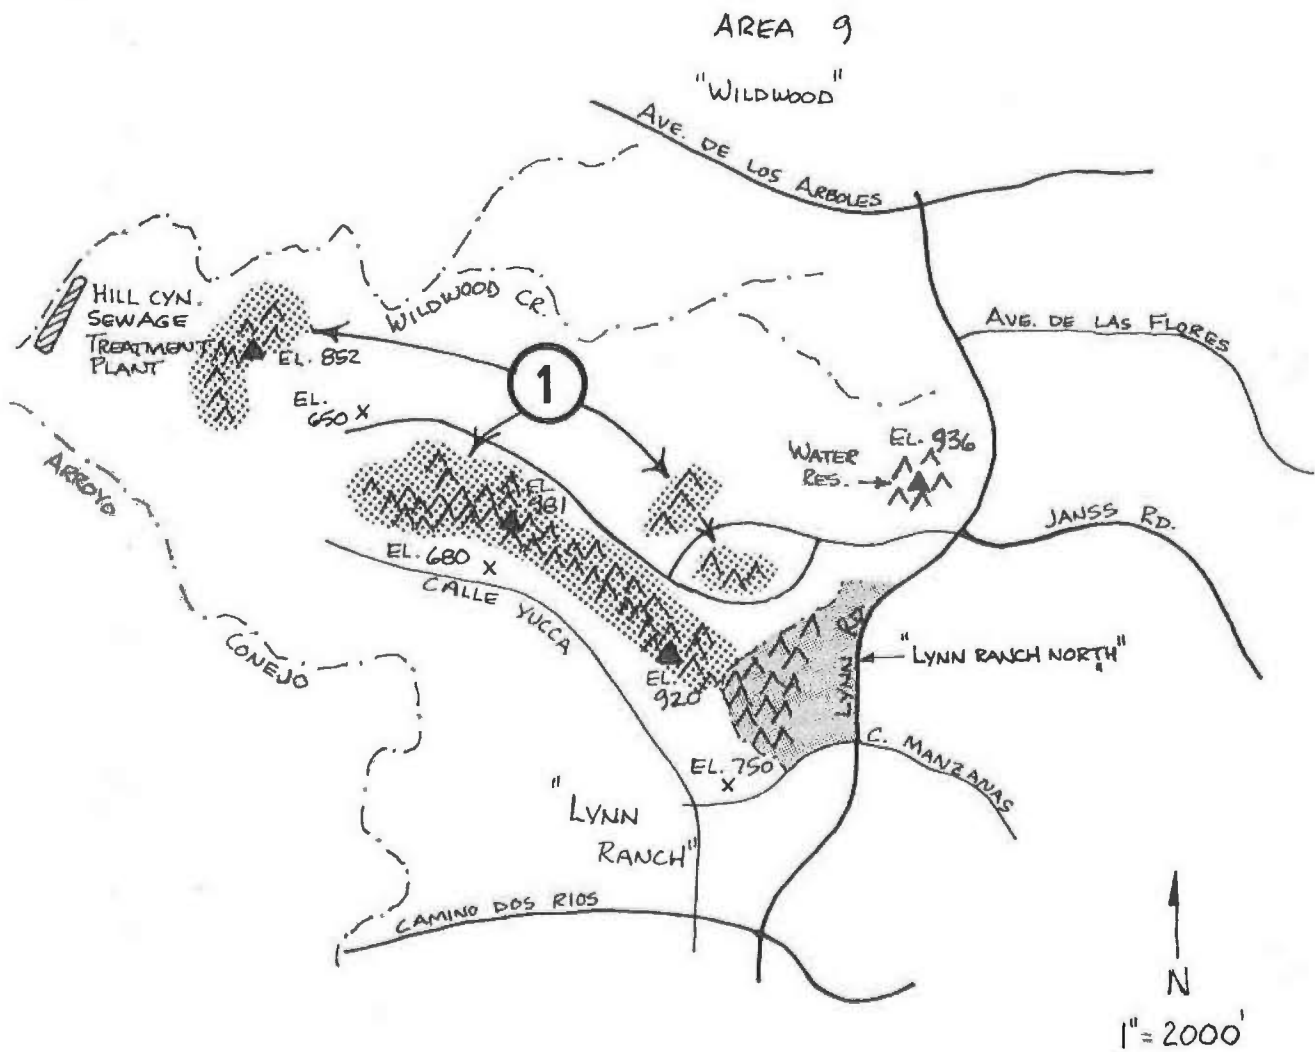 AREA 9
"WILDWOOD"
AVE. DE LOS ARBOLES
HILL CYN.
SEWAGE
TREATMENT
PLANT
WILDWOOD CR.
AVE. DE LAS FLORES
EL. 852
1
EL.
650 X
EL. 936
WATER
RES.
ARROYO
CONEJO
EL.
981
JANSS RD.
EL. 680 X
CALLE YUCCA
LYNN RD.
"LYNN RANCH NORTH"
EL.
920
C. MANZANAS
EL. 750
X
"LYNN
RANCH"
CAMINO DOS RIOS
N
1" = 2000'